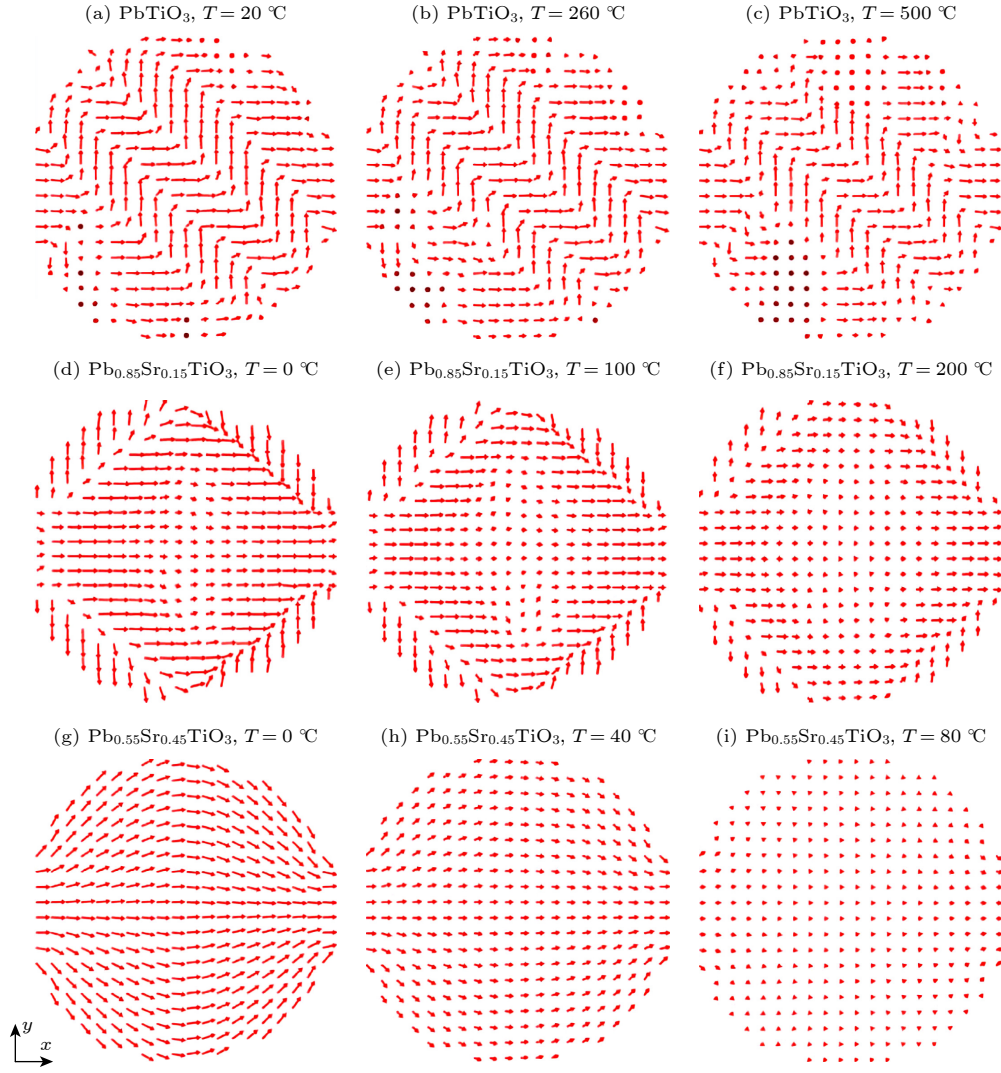 (a) PbTiO₃, T = 20 ℃
(b) PbTiO₃, T = 260 ℃
(c) PbTiO₃, T = 500 ℃
(d) Pb₀.₈₅Sr₀.₁₅TiO₃, T = 0 ℃
(e) Pb₀.₈₅Sr₀.₁₅TiO₃, T = 100 ℃
(f) Pb₀.₈₅Sr₀.₁₅TiO₃, T = 200 ℃
(g) Pb₀.₅₅Sr₀.₄₅TiO₃, T = 0 ℃
(h) Pb₀.₅₅Sr₀.₄₅TiO₃, T = 40 ℃
(i) Pb₀.₅₅Sr₀.₄₅TiO₃, T = 80 ℃
y
x